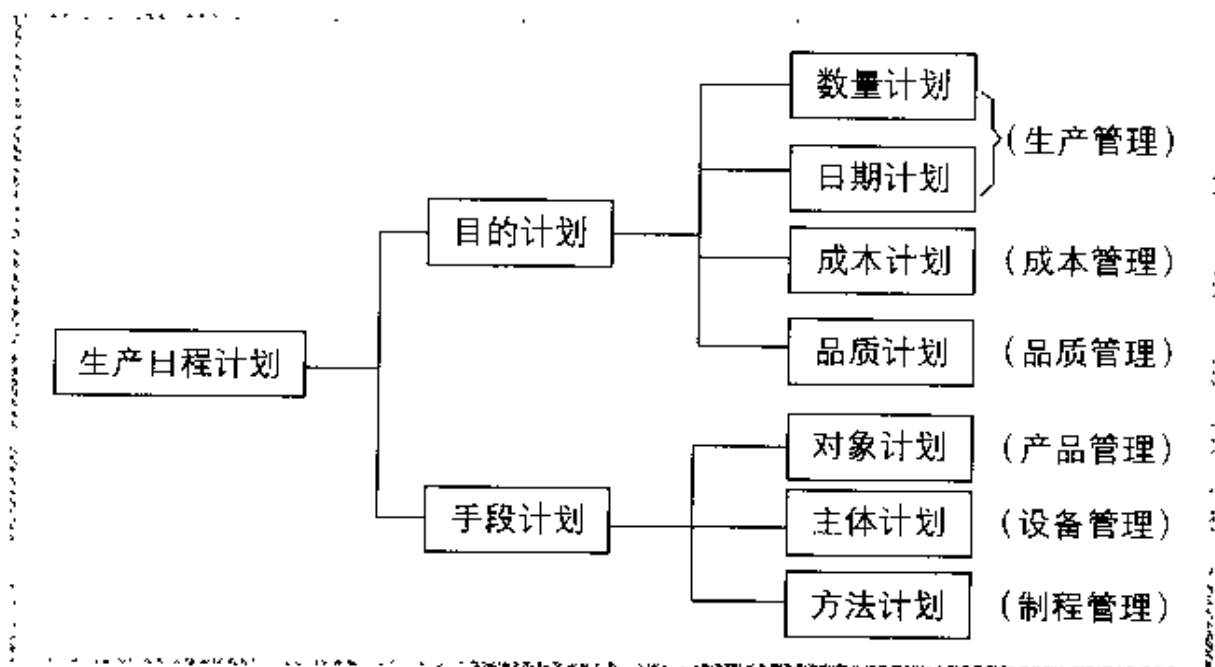 数量计划
(生产管理)
日期计划
目的计划
成本计划 (成本管理)
品质计划 (品质管理)
生产日程计划
对象计划 (产品管理)
手段计划
主体计划 (设备管理)
方法计划 (制程管理)